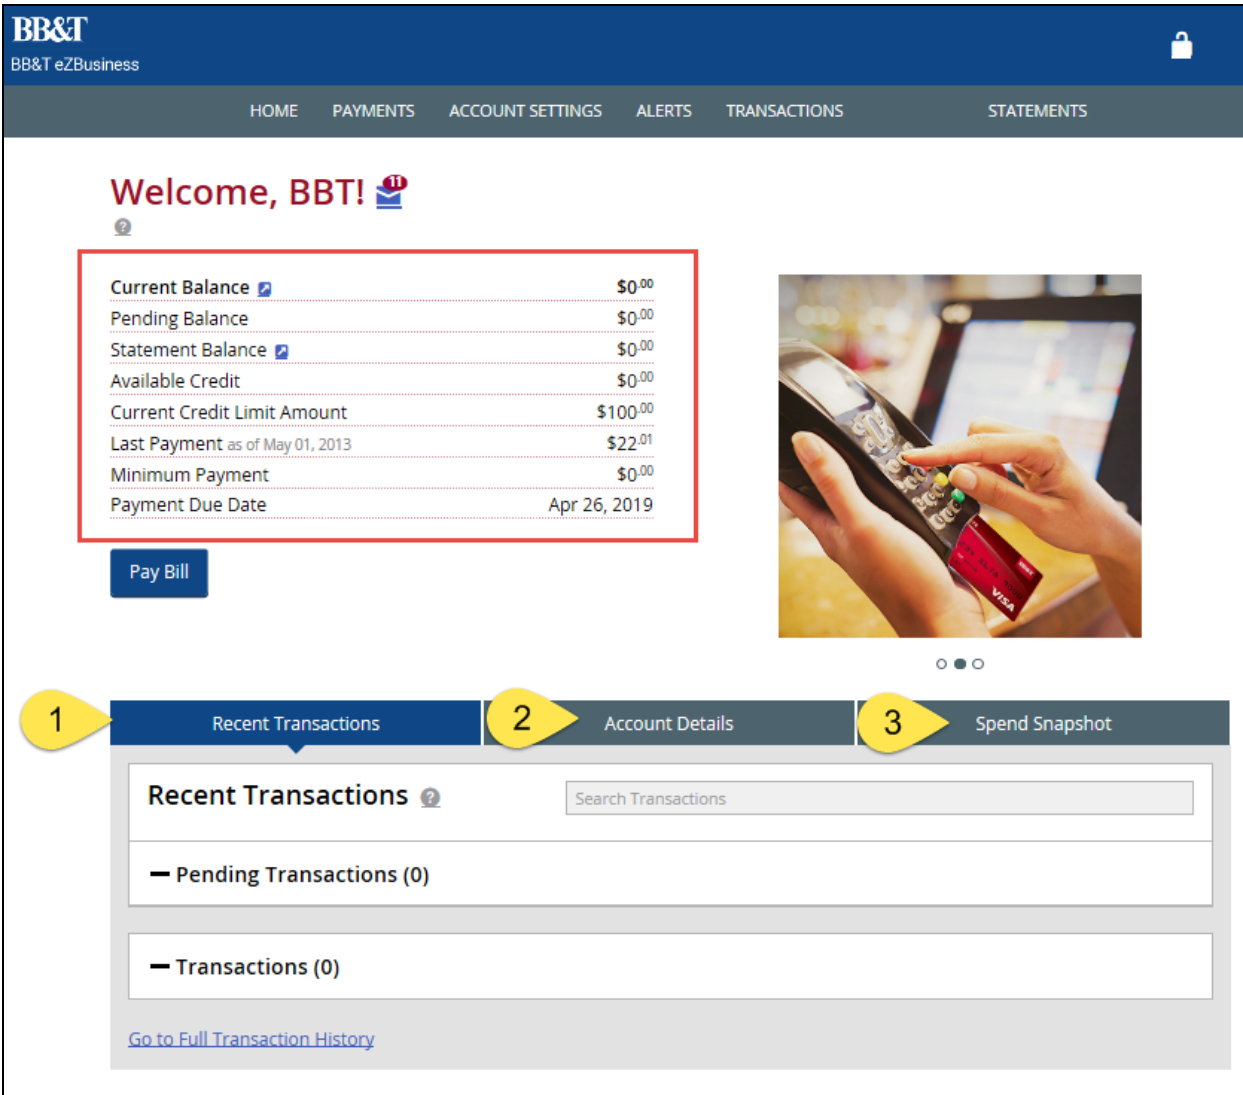 BB&T
BB&T eZBusiness
HOME PAYMENTS ACCOUNT SETTINGS ALERTS TRANSACTIONS STATEMENTS
Welcome, BBT! 11
?
Current Balance $0.00
Pending Balance $0.00
Statement Balance $0.00
Available Credit $0.00
Current Credit Limit Amount $100.00
Last Payment as of May 01, 2013 $22.01
Minimum Payment $0.00
Payment Due Date Apr 26, 2019
Pay Bill
VISA
1 Recent Transactions 2 Account Details 3 Spend Snapshot
Recent Transactions ? Search Transactions
Pending Transactions (0)
Transactions (0)
Go to Full Transaction History